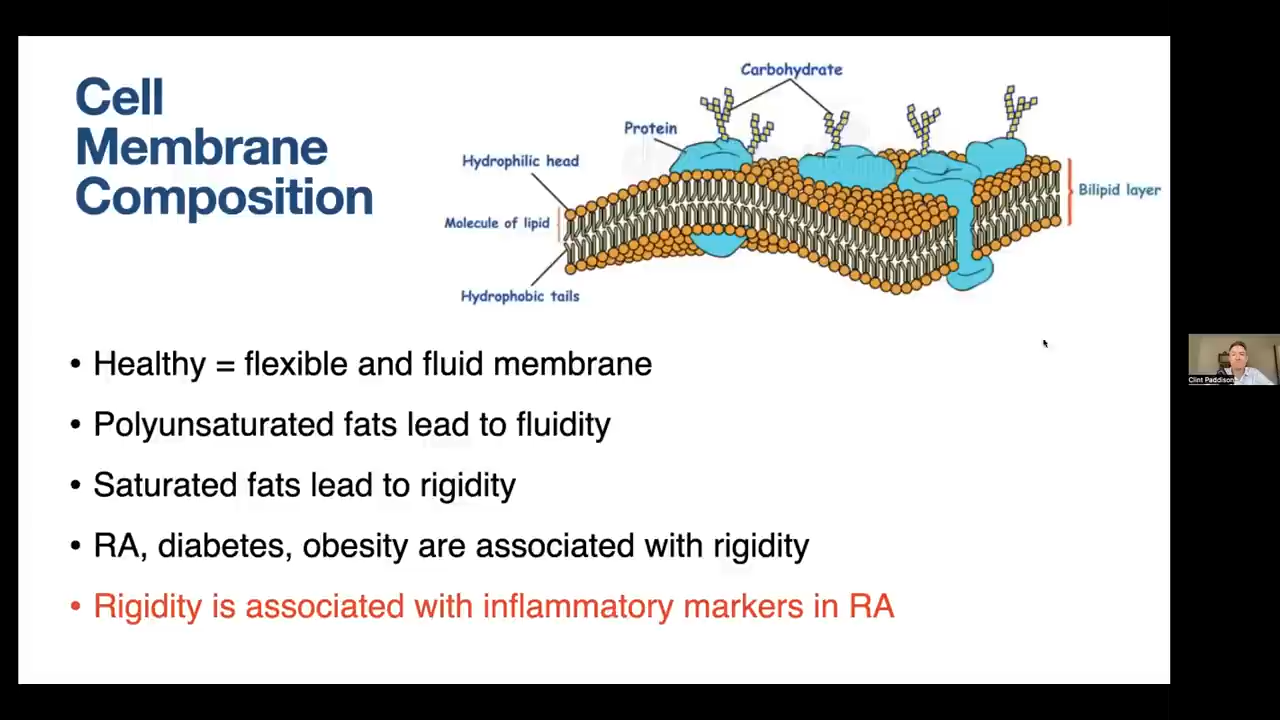 Cell
Membrane
Composition
Carbohydrate
Protein
Hydrophilic head
Molecule of lipid
Hydrophobic tails
Bilipid layer
• Healthy = flexible and fluid membrane
• Polyunsaturated fats lead to fluidity
• Saturated fats lead to rigidity
• RA, diabetes, obesity are associated with rigidity
• Rigidity is associated with inflammatory markers in RA
Clint Paddison